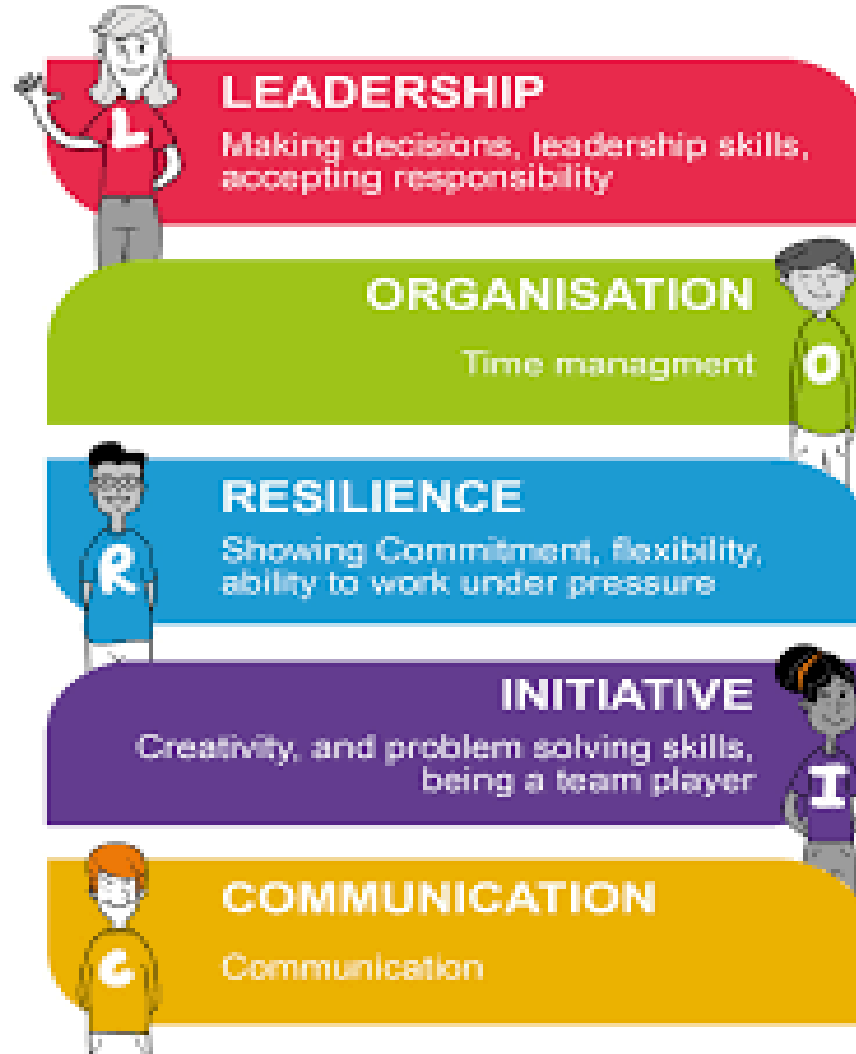 L
LEADERSHIP
Making decisions, leadership skills,
accepting responsibility
ORGANISATION
Time managment
O
R
RESILIENCE
Showing Commitment, flexibility,
ability to work under pressure
INITIATIVE
Creativity, and problem solving skills,
being a team player
I
C
COMMUNICATION
Communication